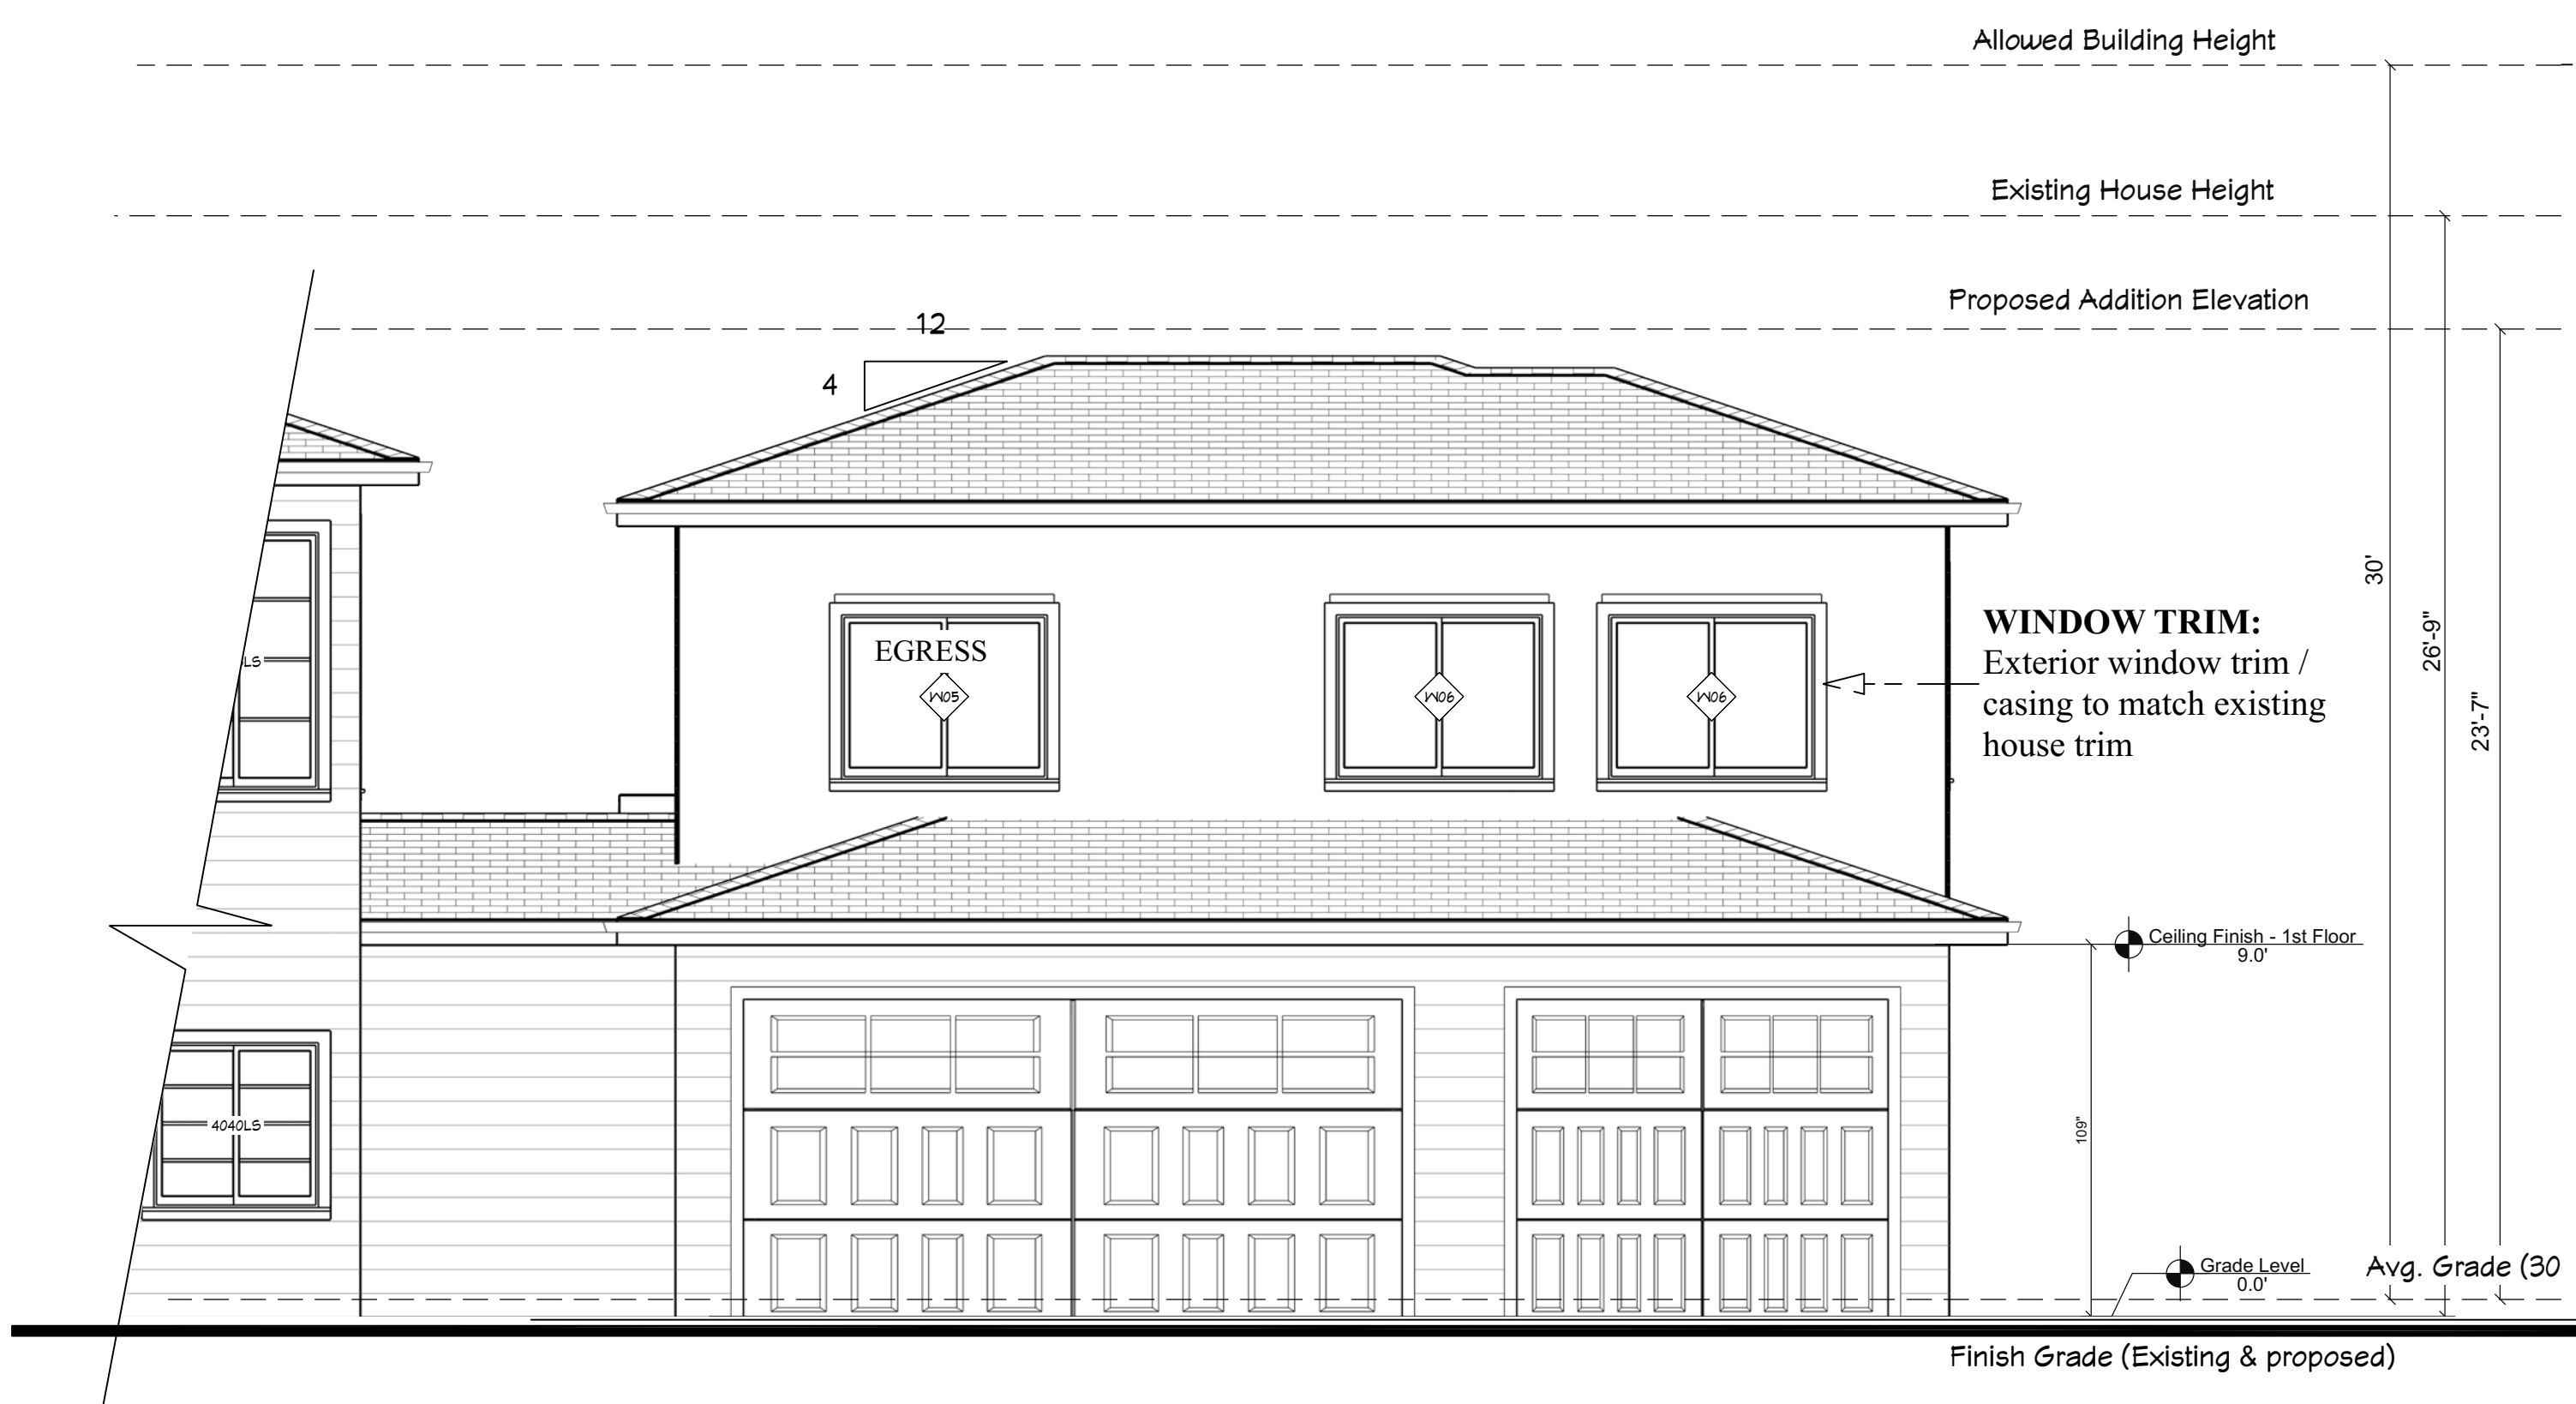 Allowed Building Height
Existing House Height
Proposed Addition Elevation
12
4
30'
26'-9"
23'-7"
EGRESS
W05
W06
W06
WINDOW TRIM:
Exterior window trim /
casing to match existing
house trim
LS
Ceiling Finish - 1st Floor
9.0'
109"
4040LS
Grade Level
0.0'
Avg. Grade (30
Finish Grade (Existing & proposed)